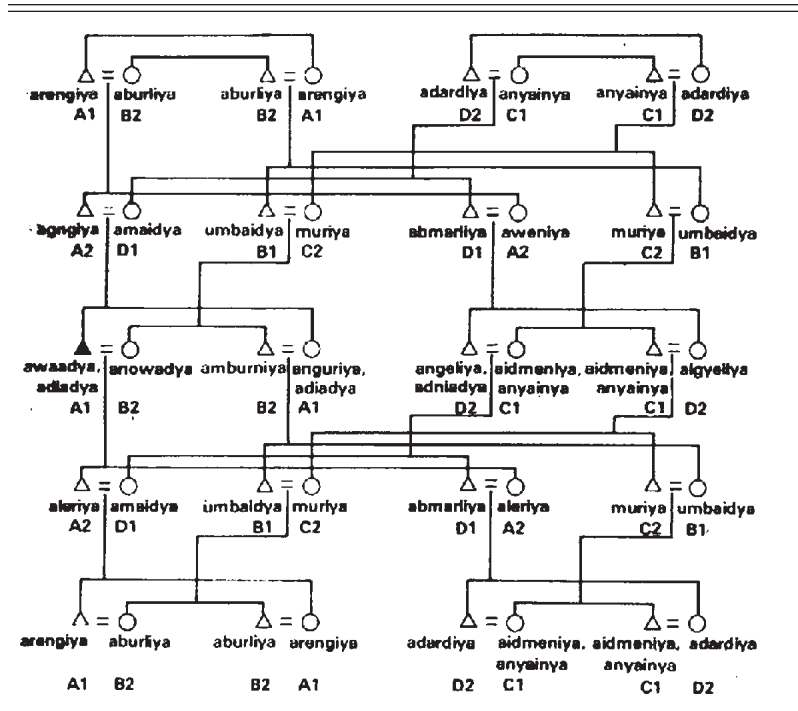 arengiya aburliya aburliya arengiya adardiya anyainya anyainya adardiya
A1 B2 B2 A1 D2 C1 C1 D2
agngiya amaidya umbaidya muriya abmarliya aweniya muriya umbaidya
A2 D1 B1 C2 D1 A2 C2 B1
awaadya, anowadya amburniya anguriya, angeliya, aidmeniya, aidmeniya algyeliya
adiadya adiadya adniadya anyainya anyainya
A1 B2 B2 A1 D2 C1 C1 D2
aleriya amaidya umbaidya muriya abmarliya aleriya muriya umbaidya
A2 D1 B1 C2 D1 A2 C2 B1
arengiya aburliya aburliya arengiya adardiya aidmeniya, aidmeniya, adardiya
anyainya anyainya
A1 B2 B2 A1 D2 C1 C1 D2